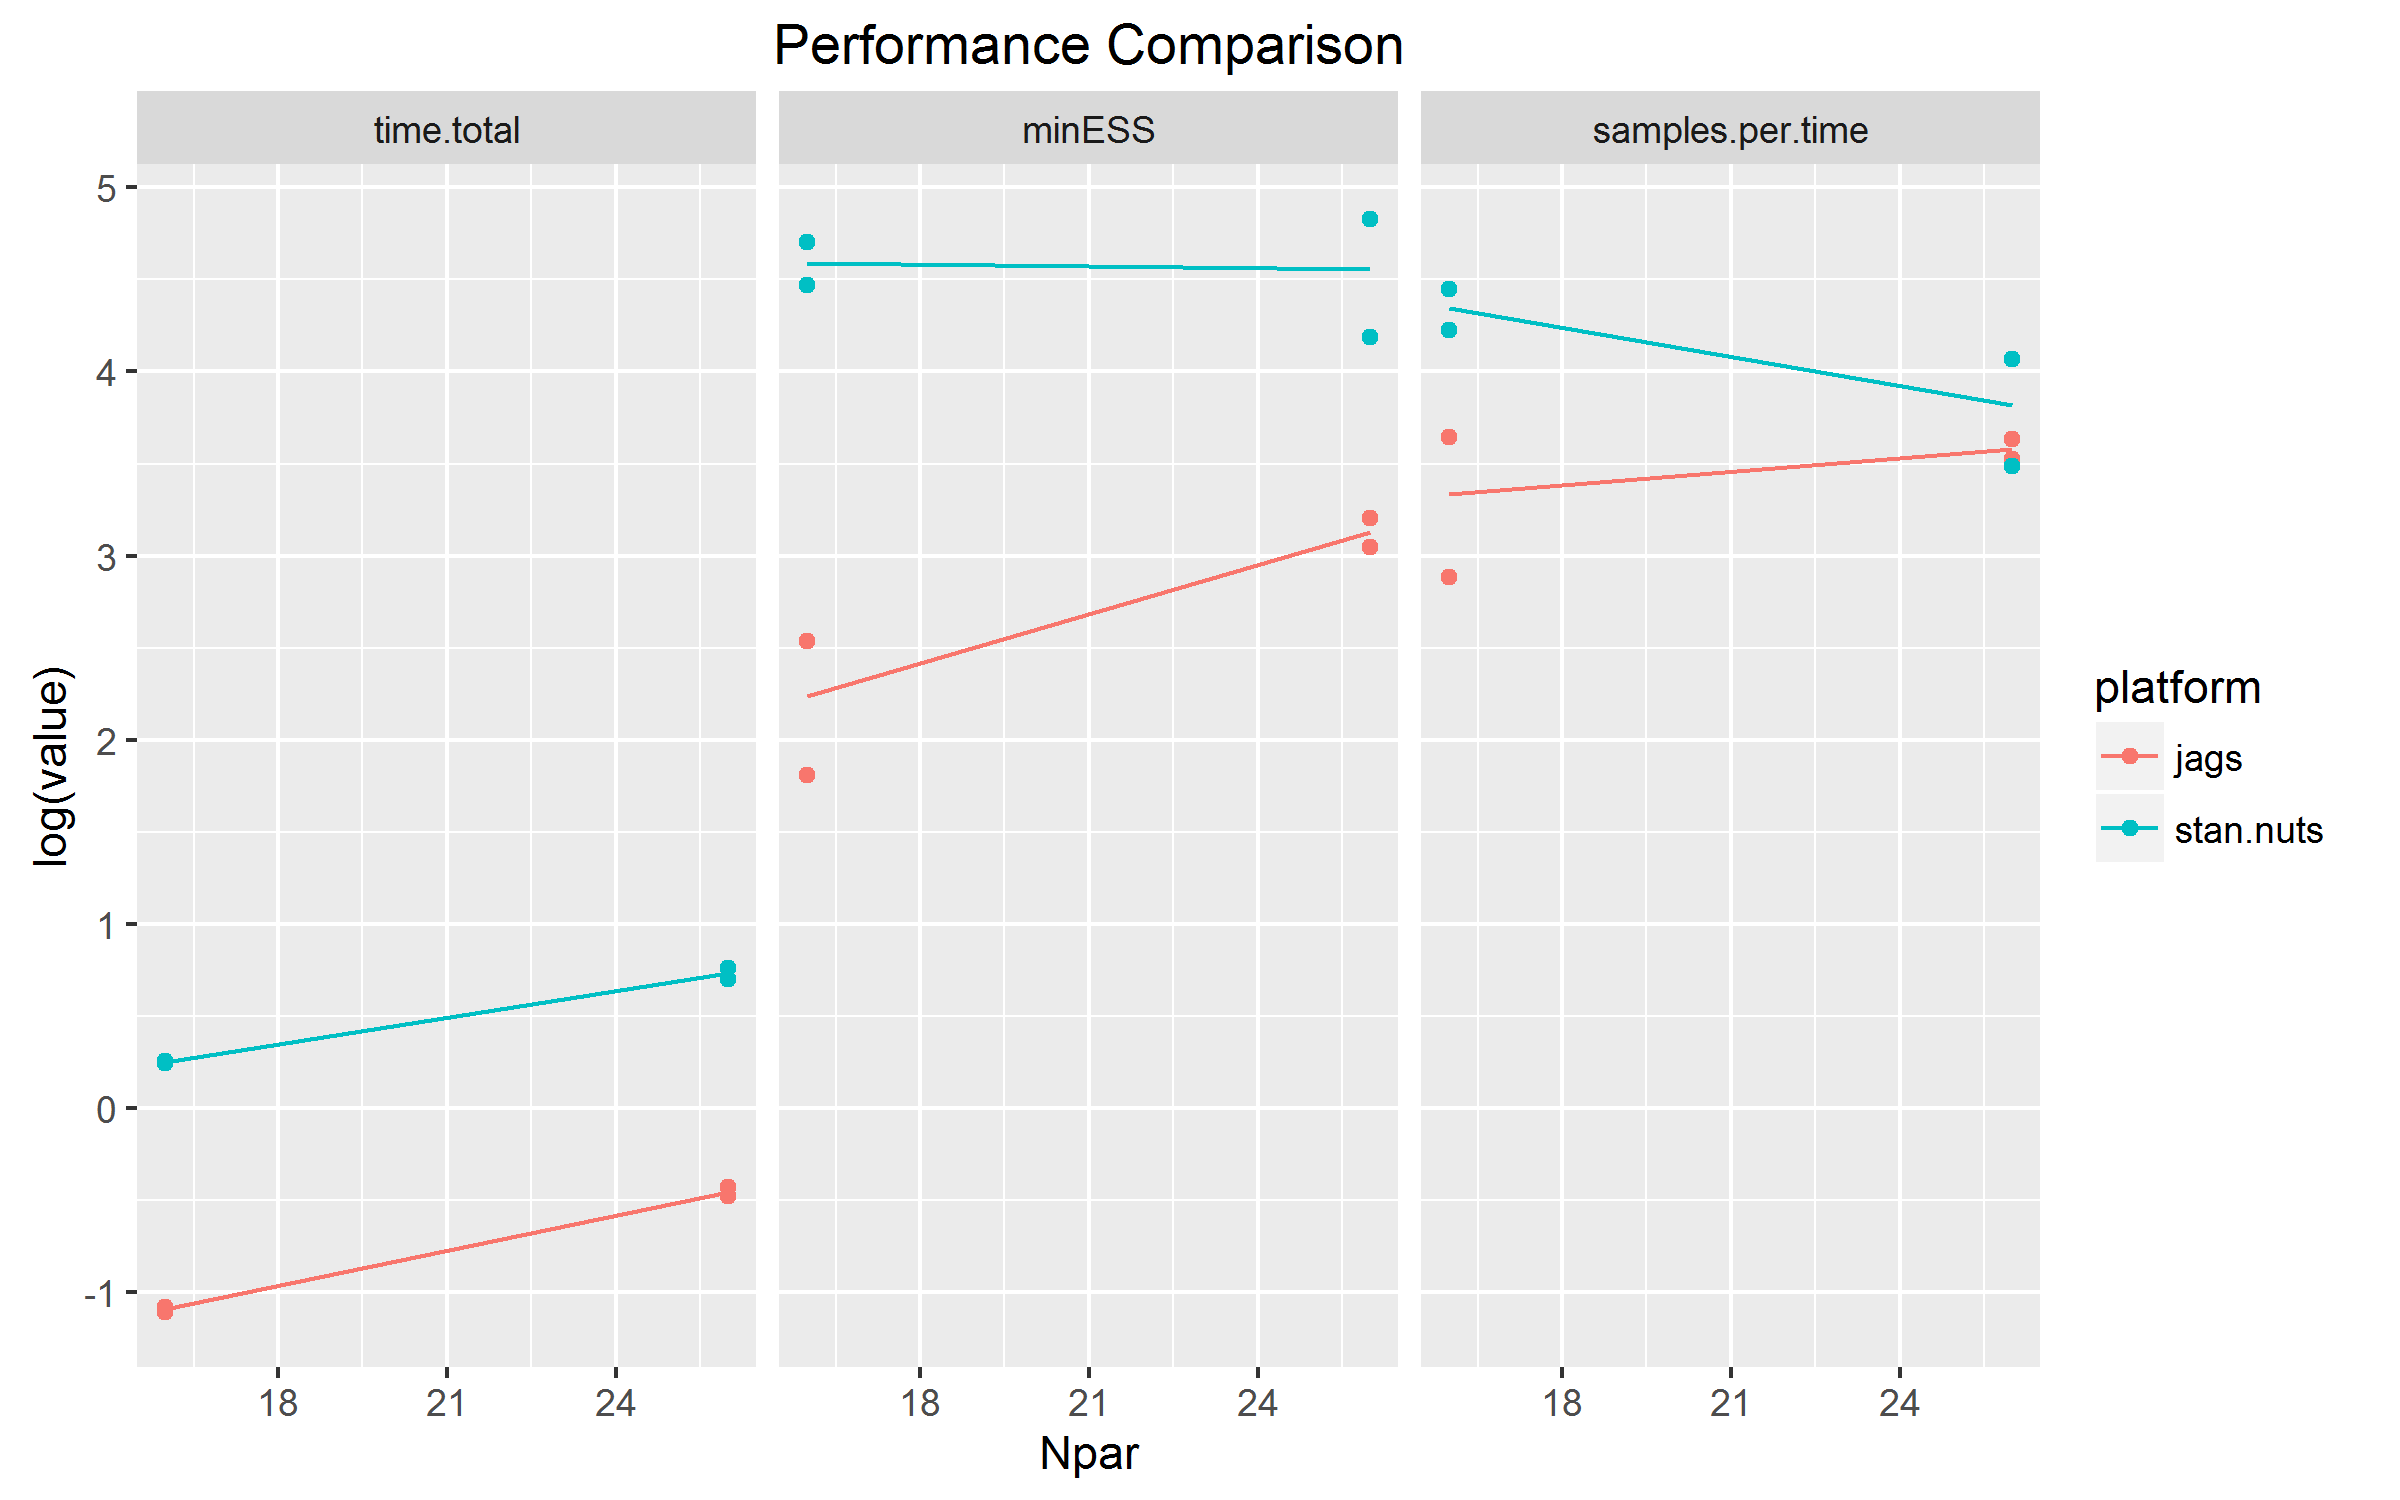 Performance Comparison
time.total minESS samples.per.time
5
4
3
2
1
0
-1
log(value)
18 21 24 18 21 24 18 21 24
Npar
platform
jags
stan.nuts